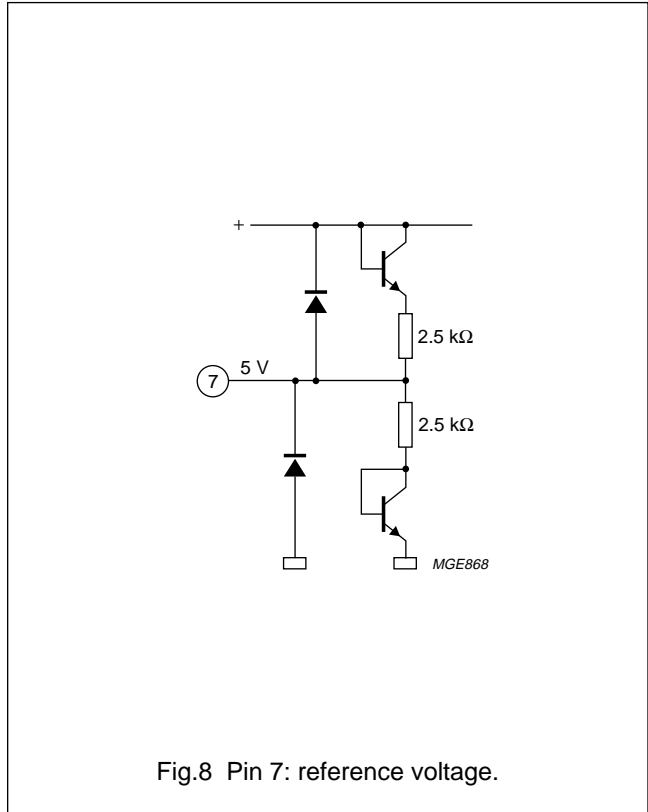 +
2.5 kΩ
7 5 V
2.5 kΩ
MGE868
Fig.8 Pin 7: reference voltage.